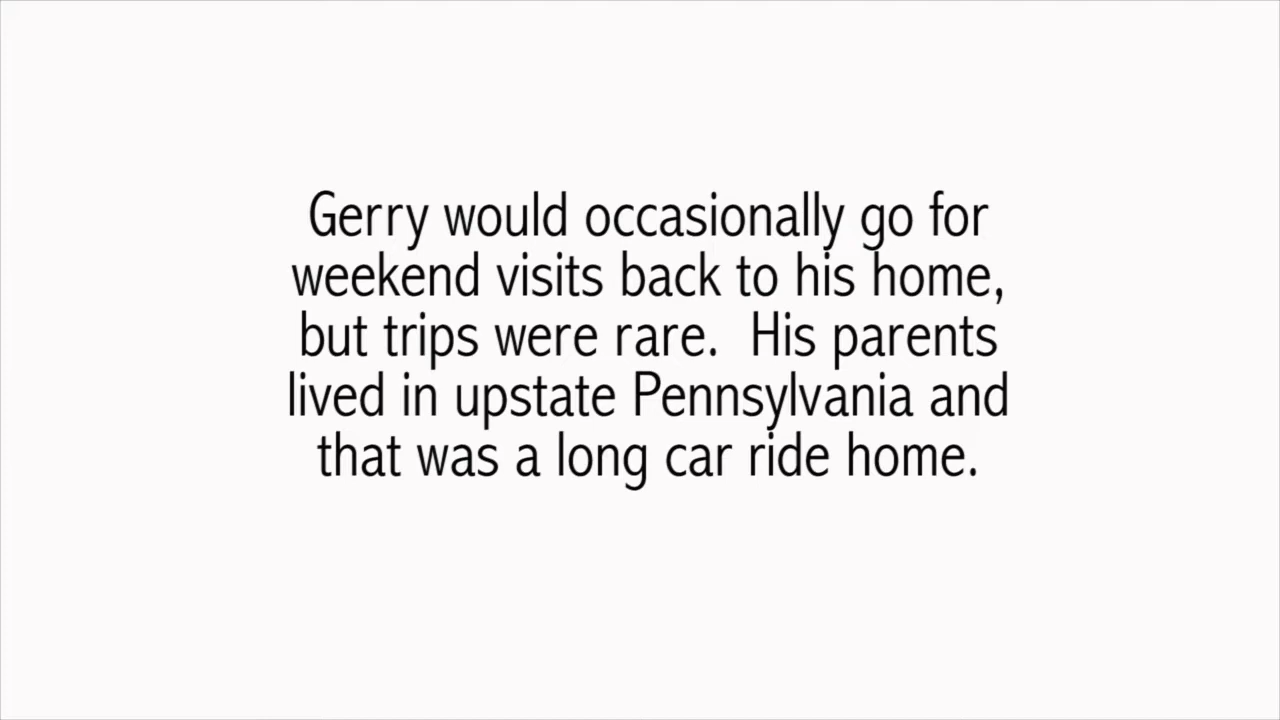 Gerry would occasionally go for
weekend visits back to his home,
but trips were rare.  His parents
lived in upstate Pennsylvania and
that was a long car ride home.